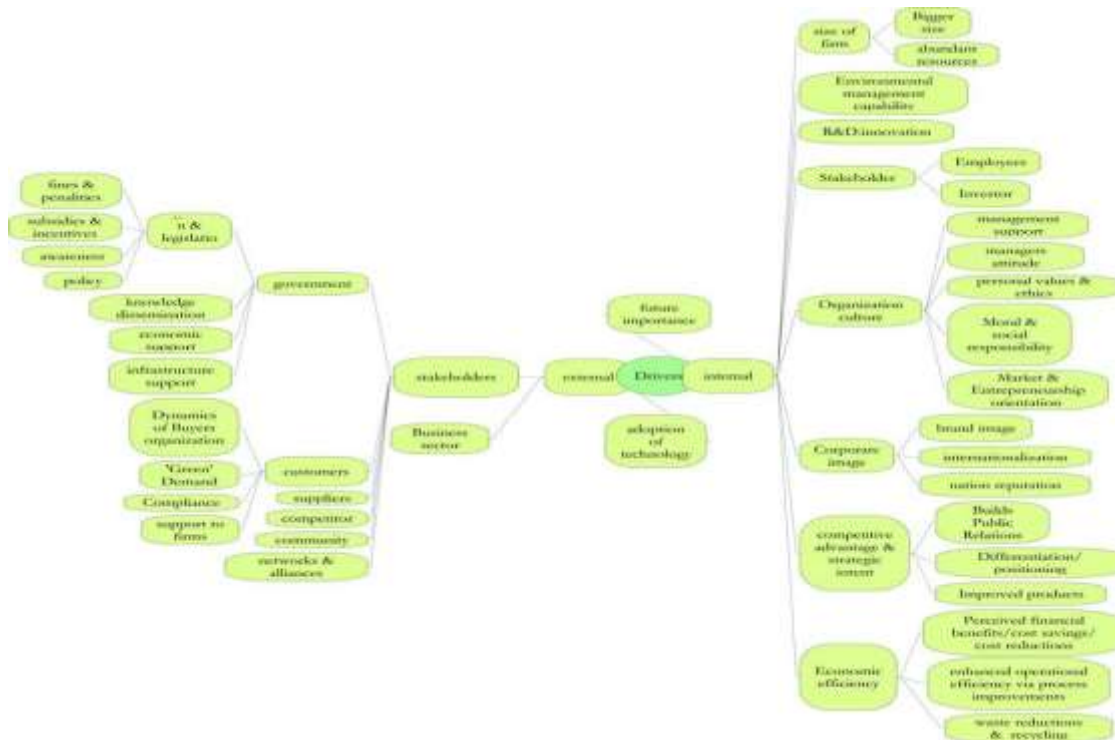 Bigger
size
size of
firm
abundant
resources
Environmental
management
capability
R&D:innovation
Stakeholder
Employees
Investor
fines &
penalities
subsidies &
incentives
awareness
policy
n &
legislatio
government
knowledge
dissemination
economic
support
infrastructure
support
management
support
managers
attitude
personal values &
ethics
Moral &
social
responsibility
Market &
Entrepreneurship
orientation
Organization
culture
future
importance
stakeholders
external
Drivers
internal
Business
sector
adoption
of
technology
Dynamics
of Buyers
organization
'Green'
Demand
Compliance
support to
firms
customers
suppliers
competitor
community
networks &
alliances
brand image
Corporate
image
internationalization
nation reputation
Builds
Public
Relations
competitive
advantage &
strategic
intent
Differentiation/
positioning
Improved products
Perceived financial
benefits/cost savings/
cost reductions
Economic
efficiency
enhanced operational
efficiency via process
improvements
waste reductions
& recycling